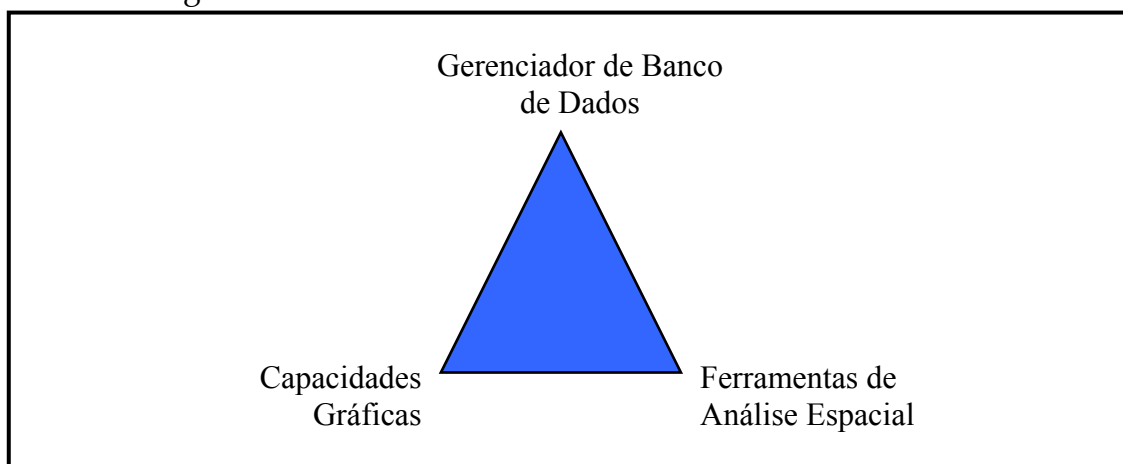 Gerenciador de Banco
de Dados
Capacidades
Gráficas
Ferramentas de
Análise Espacial